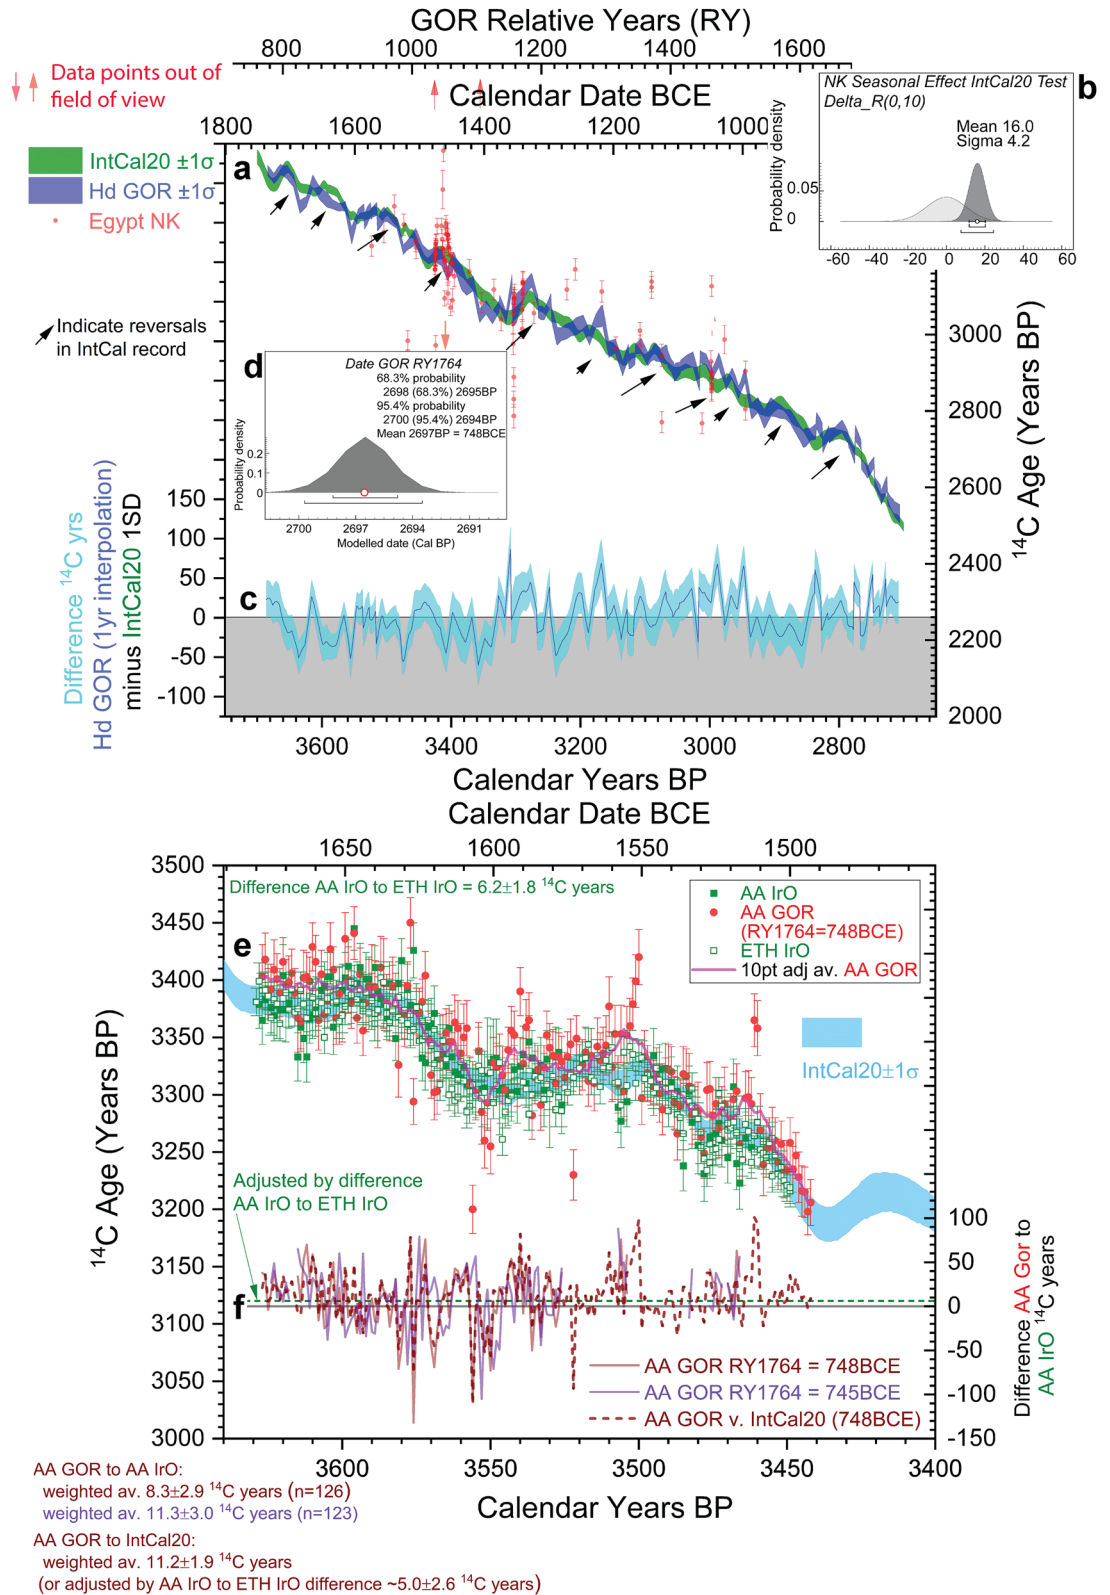 GOR Relative Years (RY)
800 1000 1200 1400 1600
Data points out of
field of view
Calendar Date BCE
1800 1600 1400 1200 1000
b
NK Seasonal Effect IntCal20 Test
Delta_R(0,10)
Mean 16.0
Sigma 4.2
Probability density
0.05
0
-60 -40 -20 0 20 40 60
a
IntCal20 ±1σ
Hd GOR ±1σ
Egypt NK
Indicate reversals
in IntCal record
d
Date GOR RY1764
68.3% probability
2698 (68.3%) 2695BP
95.4% probability
2700 (95.4%) 2694BP
Mean 2697BP = 748BCE
Probability density
0.2
0.1
0
2700 2697 2694 2691
Modelled date (Cal BP)
3000
2800
2600
2400
2200
2000
14C Age (Years BP)
Difference 14C yrs
Hd GOR (1yr interpolation)
minus IntCal20 1SD
150
100
50
0
-50
-100
c
3600 3400 3200 3000 2800
Calendar Years BP
Calendar Date BCE
1650 1600 1550 1500
3500
3450
3400
3350
3300
3250
3200
3150
3100
3050
3000
14C Age (Years BP)
Difference AA IrO to ETH IrO = 6.2±1.8 14C years
e
AA IrO
AA GOR
(RY1764=748BCE)
ETH IrO
10pt adj av. AA GOR
IntCal20±1σ
Adjusted by difference
AA IrO to ETH IrO
f
100
50
0
-50
-100
-150
Difference AA Gor to
AA IrO 14C years
AA GOR RY1764 = 748BCE
AA GOR RY1764 = 745BCE
AA GOR v. IntCal20 (748BCE)
3600 3550 3500 3450 3400
Calendar Years BP
AA GOR to AA IrO:
weighted av. 8.3±2.9 14C years (n=126)
weighted av. 11.3±3.0 14C years (n=123)
AA GOR to IntCal20:
weighted av. 11.2±1.9 14C years
(or adjusted by AA IrO to ETH IrO difference ~5.0±2.6 14C years)